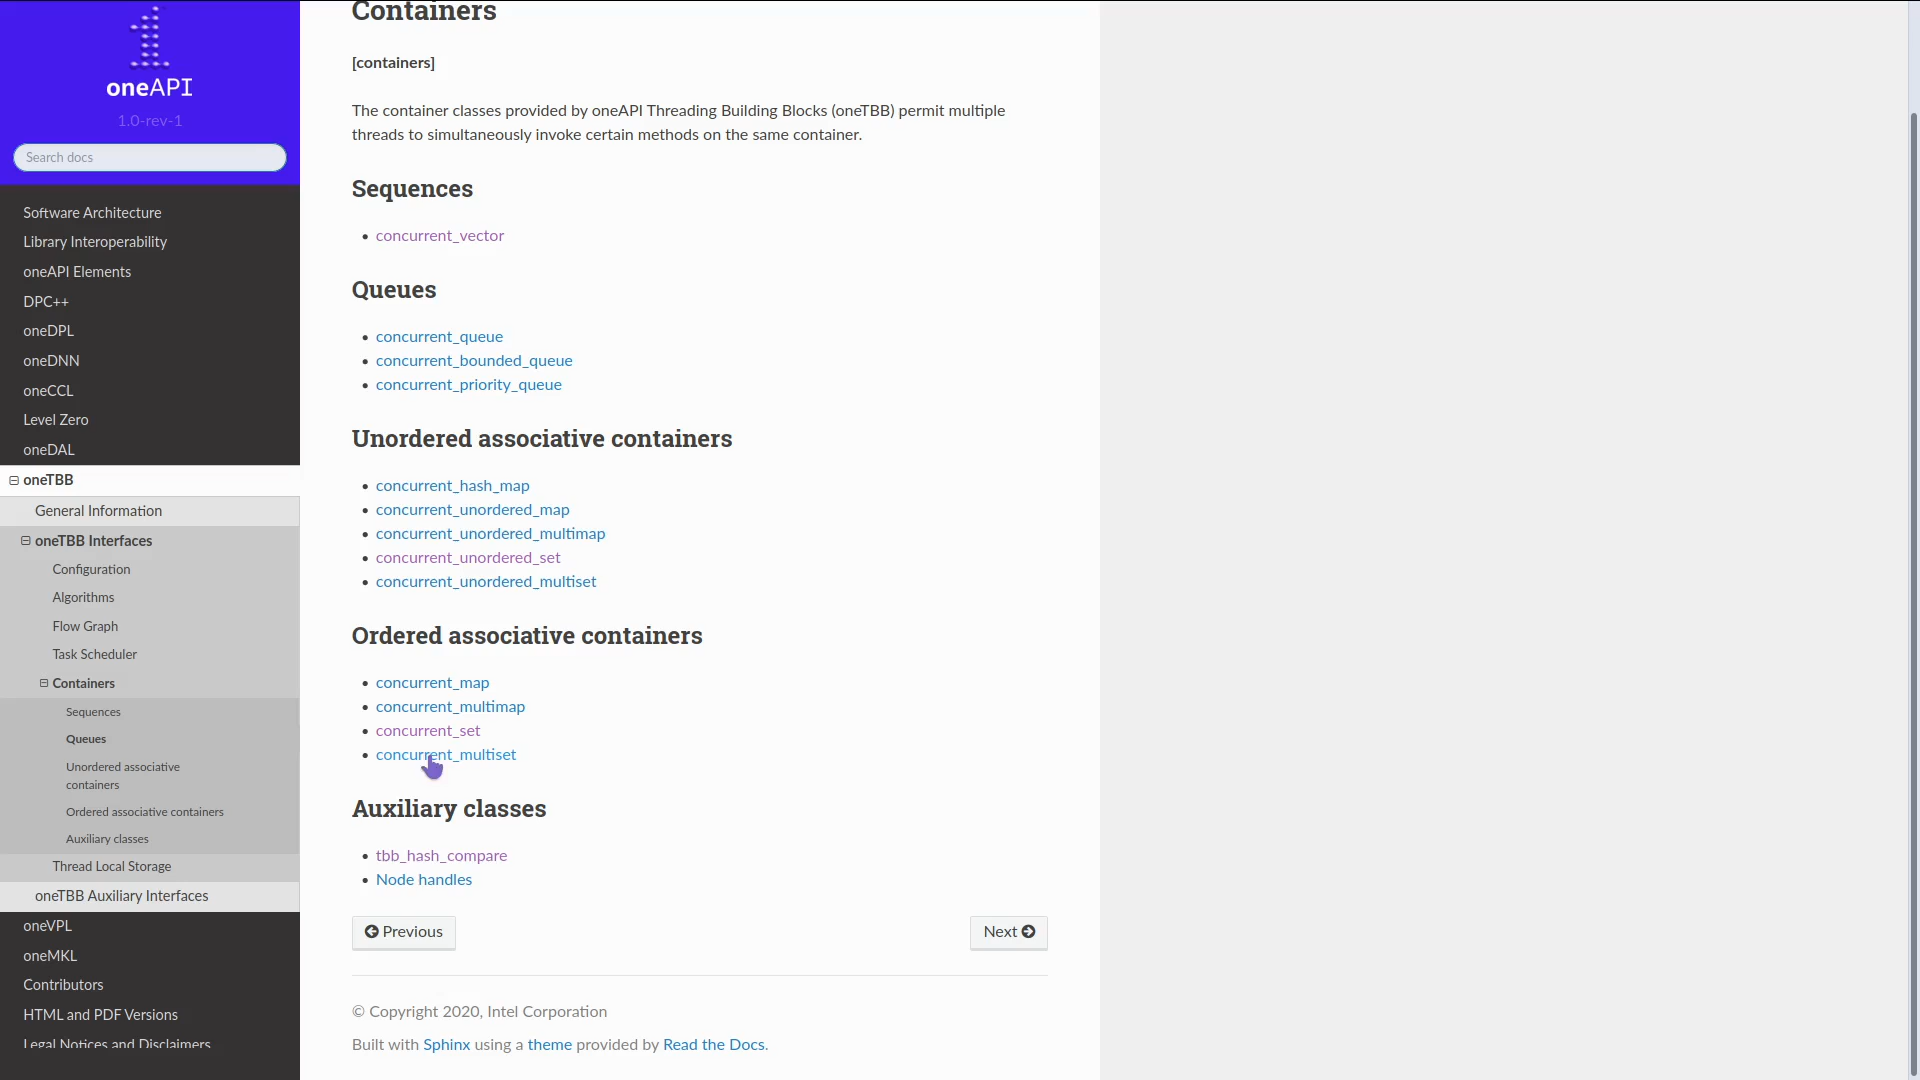 oneAPI
1.0-rev-1
Search docs
Software Architecture
Library Interoperability
oneAPI Elements
DPC++
oneDPL
oneDNN
oneCCL
Level Zero
oneDAL
oneTBB
General Information
oneTBB Interfaces
Configuration
Algorithms
Flow Graph
Task Scheduler
Containers
Sequences
Queues
Unordered associative
containers
Ordered associative containers
Auxiliary classes
Thread Local Storage
oneTBB Auxiliary Interfaces
oneVPL
oneMKL
Contributors
HTML and PDF Versions
Legal Notices and Disclaimers
Containers
[containers]
The container classes provided by oneAPI Threading Building Blocks (oneTBB) permit multiple
threads to simultaneously invoke certain methods on the same container.
Sequences
• concurrent_vector
Queues
• concurrent_queue
• concurrent_bounded_queue
• concurrent_priority_queue
Unordered associative containers
• concurrent_hash_map
• concurrent_unordered_map
• concurrent_unordered_multimap
• concurrent_unordered_set
• concurrent_unordered_multiset
Ordered associative containers
• concurrent_map
• concurrent_multimap
• concurrent_set
• concurrent_multiset
Auxiliary classes
• tbb_hash_compare
• Node handles
Previous
Next
© Copyright 2020, Intel Corporation
Built with Sphinx using a theme provided by Read the Docs.